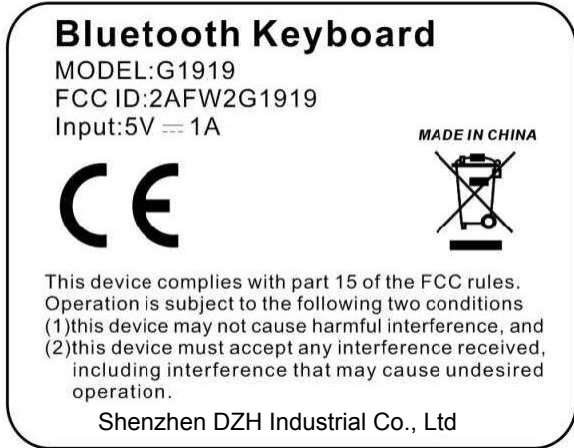 Bluetooth Keyboard
MODEL:G1919
FCC ID:2AFW2G1919
Input:5V ⎓ 1A
MADE IN CHINA
CE
This device complies with part 15 of the FCC rules.
Operation is subject to the following two conditions
(1)this device may not cause harmful interference, and
(2)this device must accept any interference received,
including interference that may cause undesired
operation.
Shenzhen DZH Industrial Co., Ltd